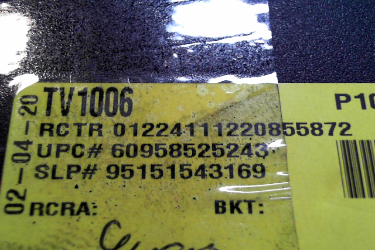 02-04-20
TV1006
P10
RCTR 01224111220855872
UPC# 60958525243
SLP# 95151543169
RCRA:
BKT: